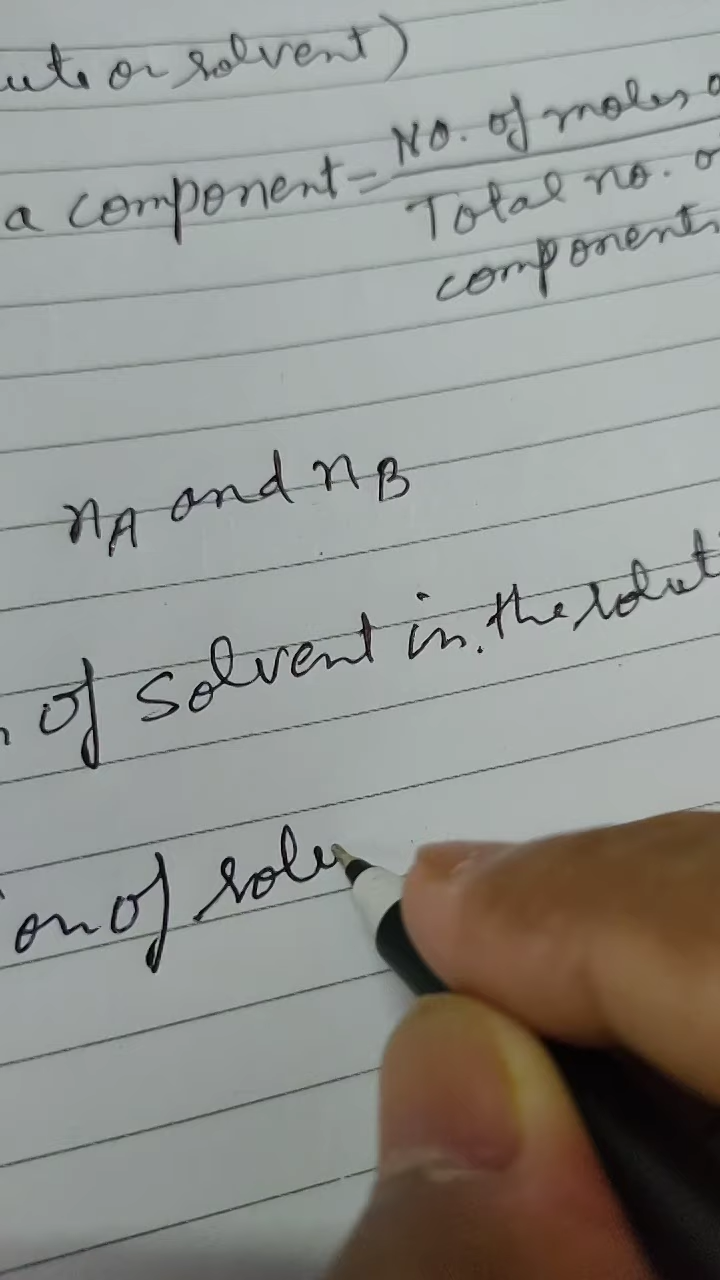 ute or solvent)
a component = No. of moles o
Total no. o
components
nA and nB
of solvent in the solut
on of solu